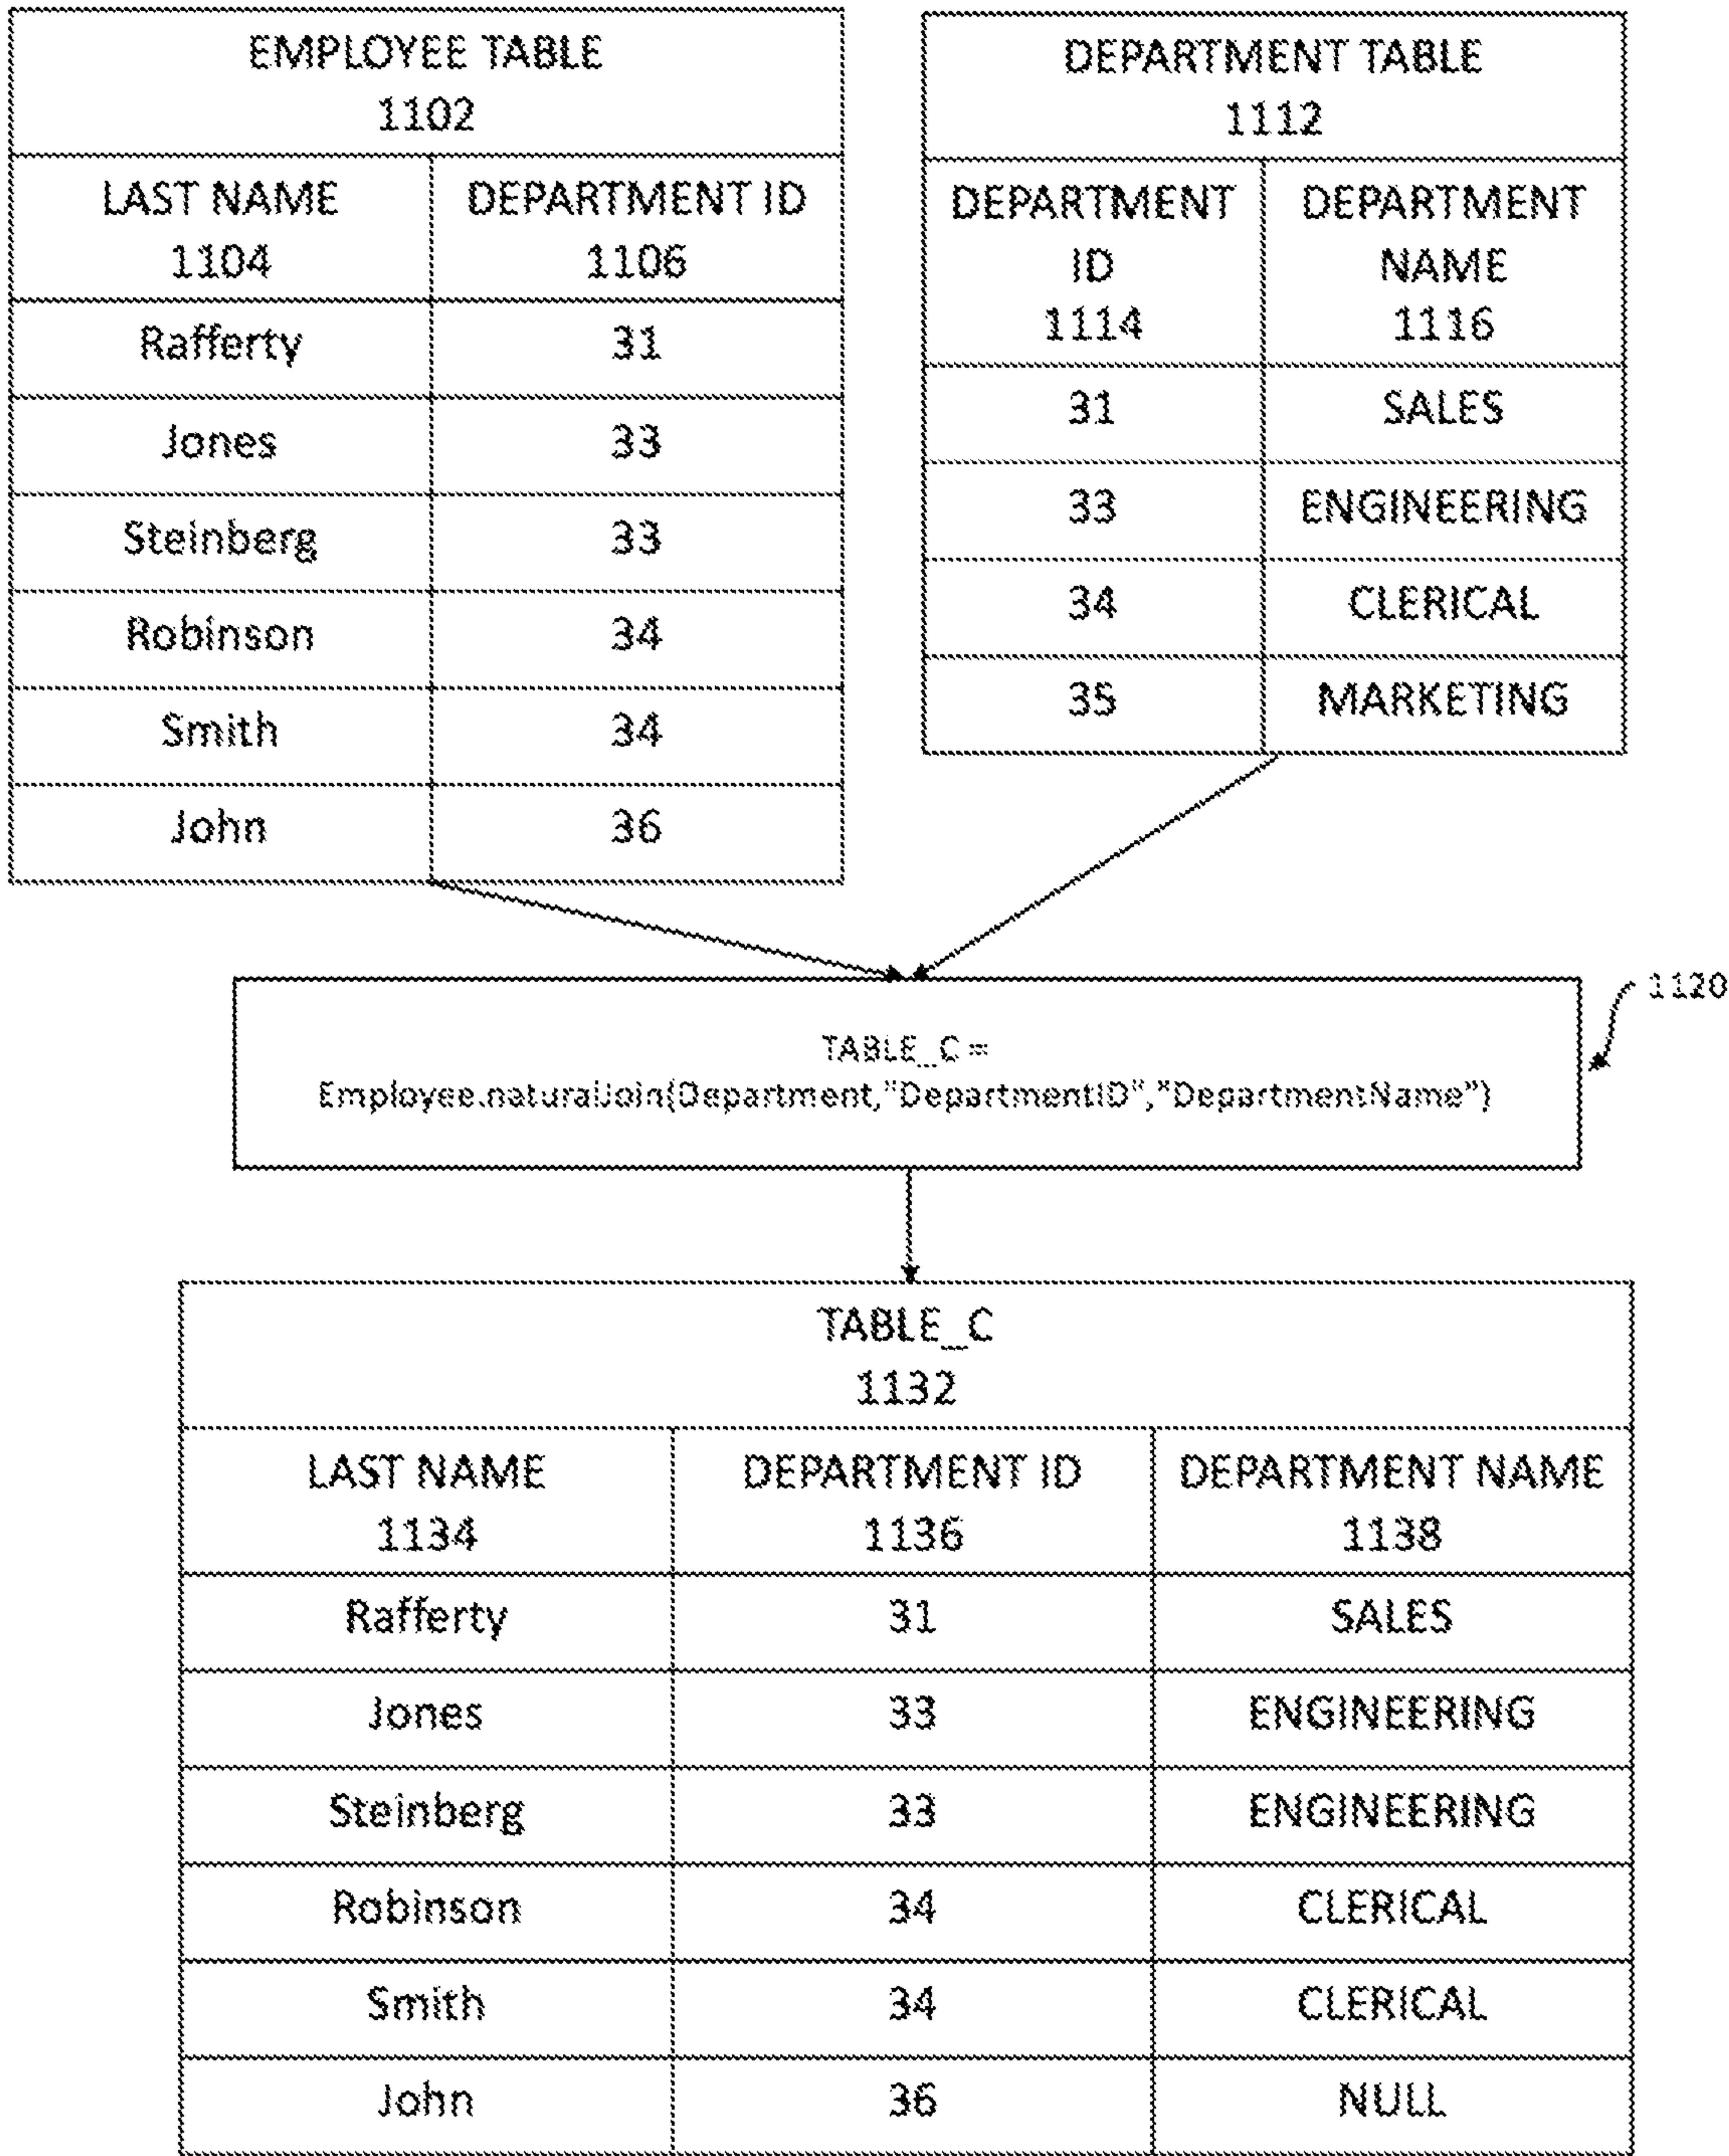 EMPLOYEE TABLE
1102
LAST NAME
1104
DEPARTMENT ID
1106
Rafferty 31
Jones 33
Steinberg 33
Robinson 34
Smith 34
John 36
DEPARTMENT TABLE
1112
DEPARTMENT
ID
1114
DEPARTMENT
NAME
1116
31 SALES
33 ENGINEERING
34 CLERICAL
35 MARKETING
1120
TABLE_C =
Employee.naturalJoin(Department,"DepartmentID","DepartmentName")
TABLE_C
1132
LAST NAME
1134
DEPARTMENT ID
1136
DEPARTMENT NAME
1138
Rafferty 31 SALES
Jones 33 ENGINEERING
Steinberg 33 ENGINEERING
Robinson 34 CLERICAL
Smith 34 CLERICAL
John 36 NULL